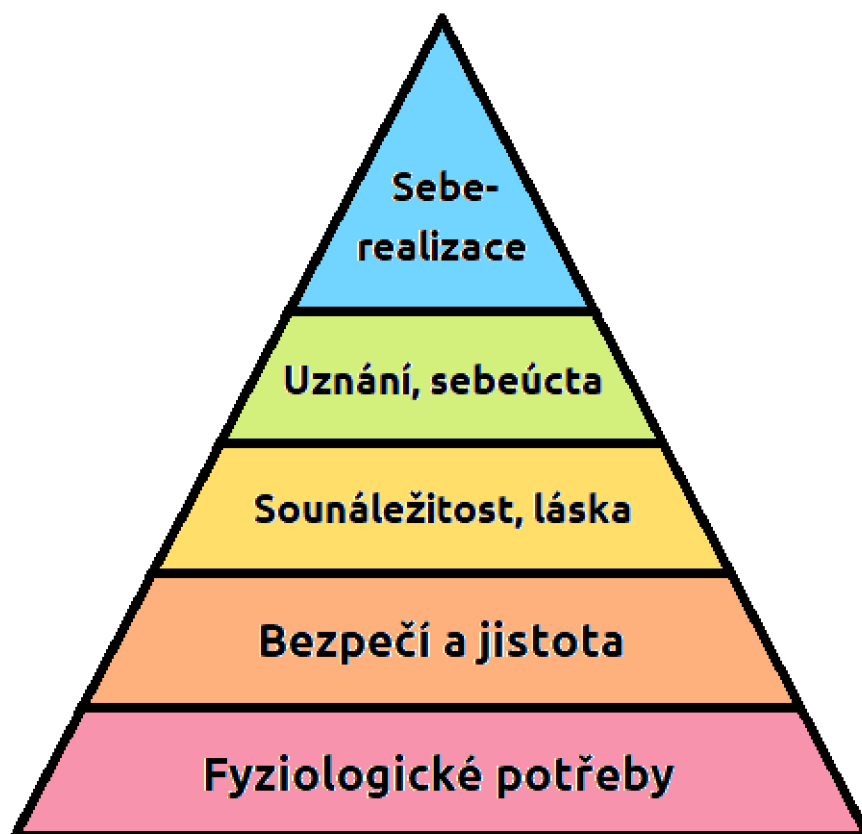 Sebe-
realizace
Uznání, sebeúcta
Sounáležitost, láska
Bezpečí a jistota
Fyziologické potřeby